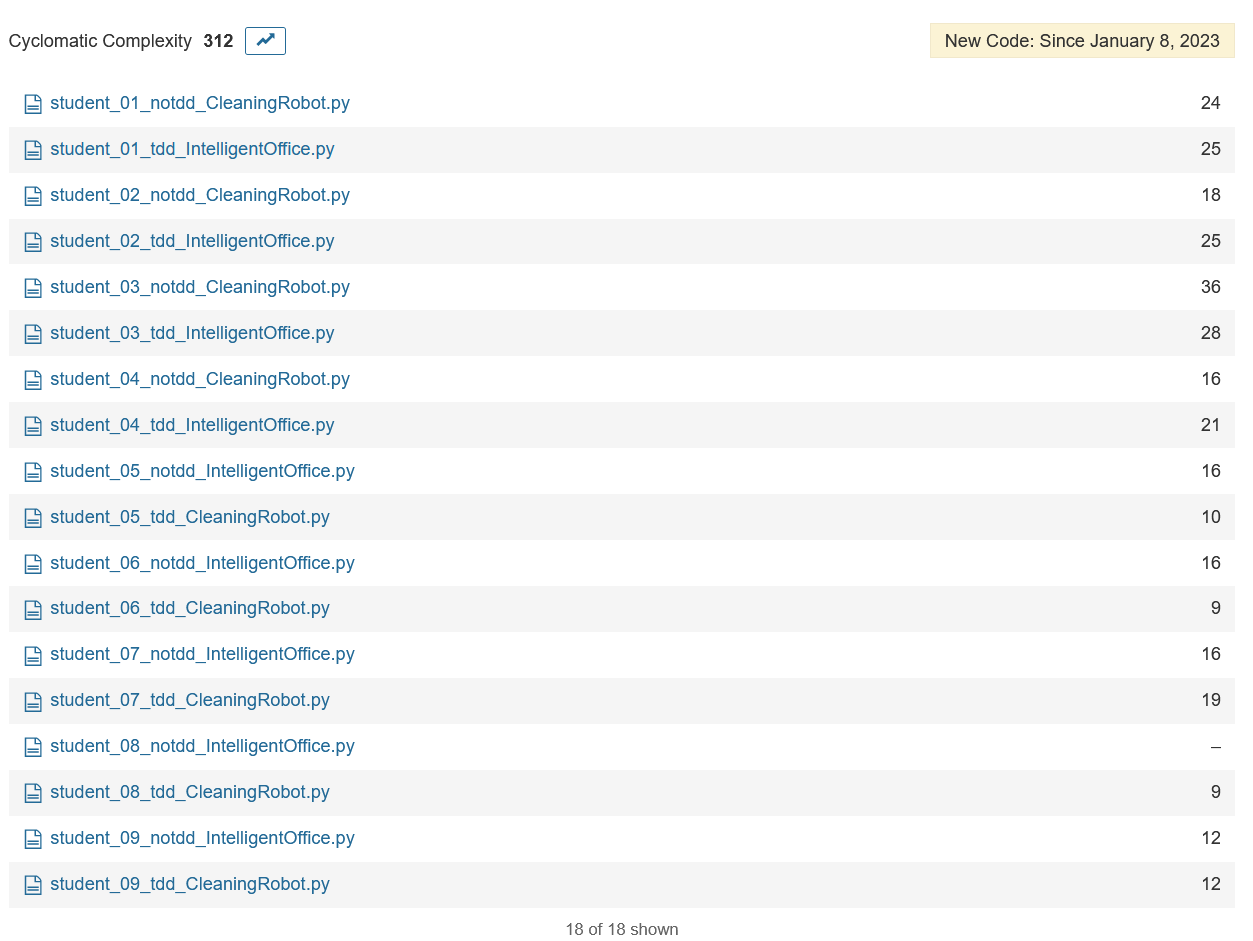 Cyclomatic Complexity 312 New Code: Since January 8, 2023
student_01_notdd_CleaningRobot.py 24
student_01_tdd_IntelligentOffice.py 25
student_02_notdd_CleaningRobot.py 18
student_02_tdd_IntelligentOffice.py 25
student_03_notdd_CleaningRobot.py 36
student_03_tdd_IntelligentOffice.py 28
student_04_notdd_CleaningRobot.py 16
student_04_tdd_IntelligentOffice.py 21
student_05_notdd_IntelligentOffice.py 16
student_05_tdd_CleaningRobot.py 10
student_06_notdd_IntelligentOffice.py 16
student_06_tdd_CleaningRobot.py 9
student_07_notdd_IntelligentOffice.py 16
student_07_tdd_CleaningRobot.py 19
student_08_notdd_IntelligentOffice.py –
student_08_tdd_CleaningRobot.py 9
student_09_notdd_IntelligentOffice.py 12
student_09_tdd_CleaningRobot.py 12
18 of 18 shown